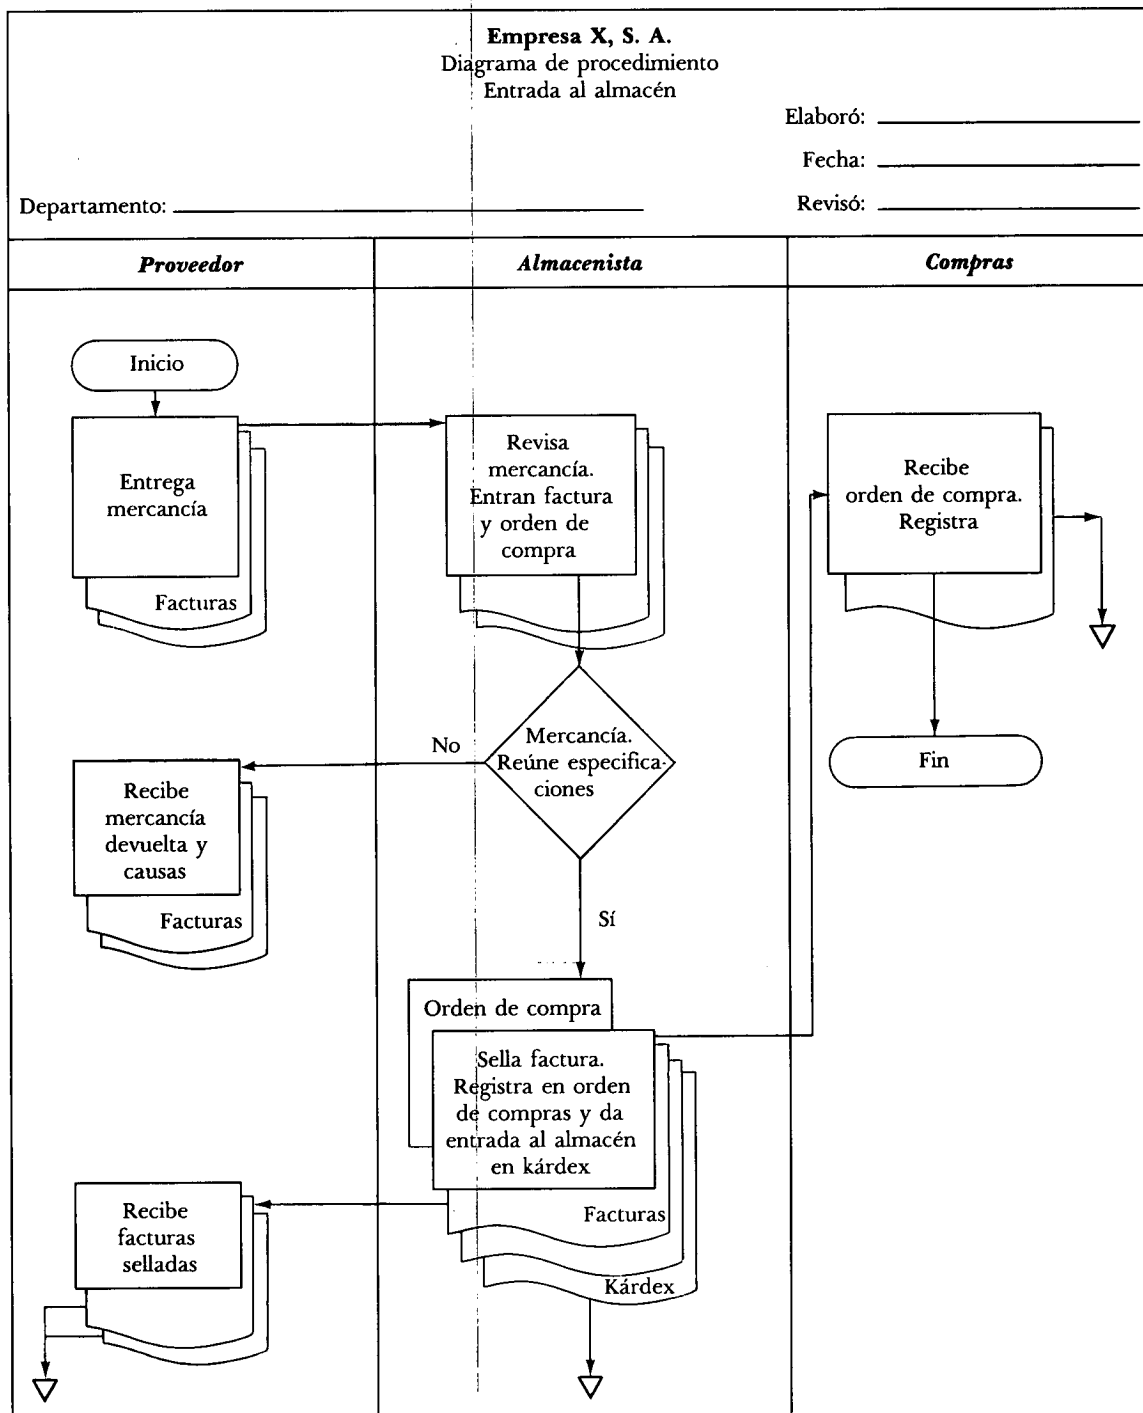 Empresa X, S. A.
Diagrama de procedimiento
Entrada al almacén
Elaboró:
Fecha:
Departamento:
Revisó:
Proveedor
Almacenista
Compras
Inicio
Entrega
mercancía
Facturas
Revisa
mercancía.
Entran factura
y orden de
compra
Recibe
orden de compra.
Registra
No
Mercancía.
Reúne especifica-
ciones
Fin
Recibe
mercancía
devuelta y
causas
Facturas
Sí
Orden de compra
Sella factura.
Registra en orden
de compras y da
entrada al almacén
en kárdex
Facturas
Kárdex
Recibe
facturas
selladas